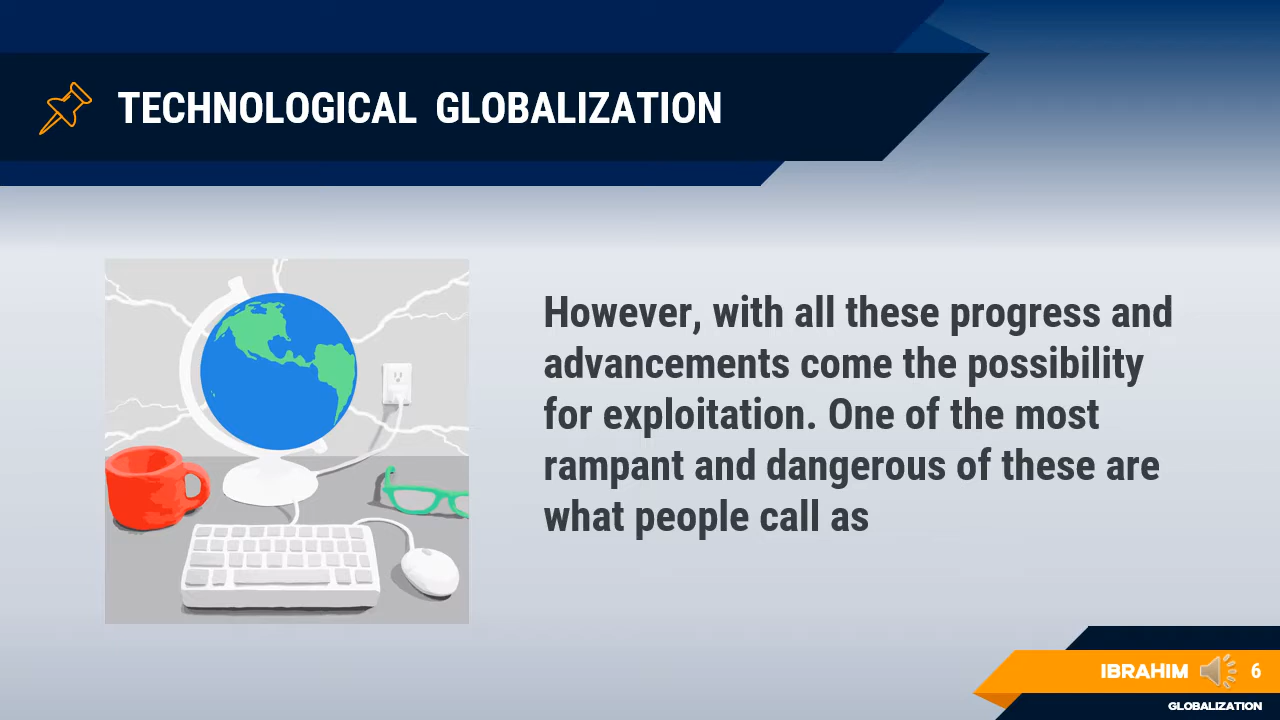 TECHNOLOGICAL GLOBALIZATION
However, with all these progress and
advancements come the possibility
for exploitation. One of the most
rampant and dangerous of these are
what people call as
IBRAHIM 6
GLOBALIZATION